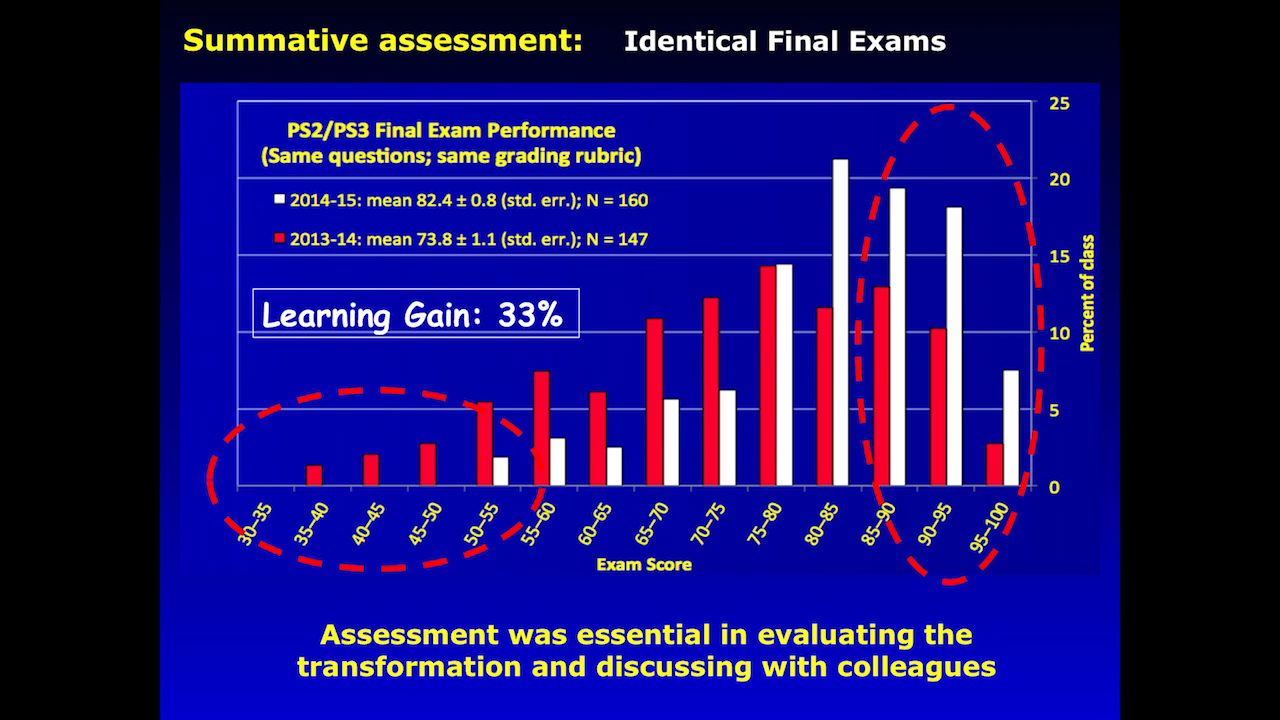 Summative assessment: Identical Final Exams
PS2/PS3 Final Exam Performance
(Same questions; same grading rubric)
2014-15: mean 82.4 ± 0.8 (std. err.); N = 160
2013-14: mean 73.8 ± 1.1 (std. err.); N = 147
Learning Gain: 33%
25
20
15
10
5
0
Percent of class
30–35
35–40
40–45
45–50
50–55
55–60
60–65
65–70
70–75
75–80
80–85
85–90
90–95
95–100
Exam Score
Assessment was essential in evaluating the
transformation and discussing with colleagues